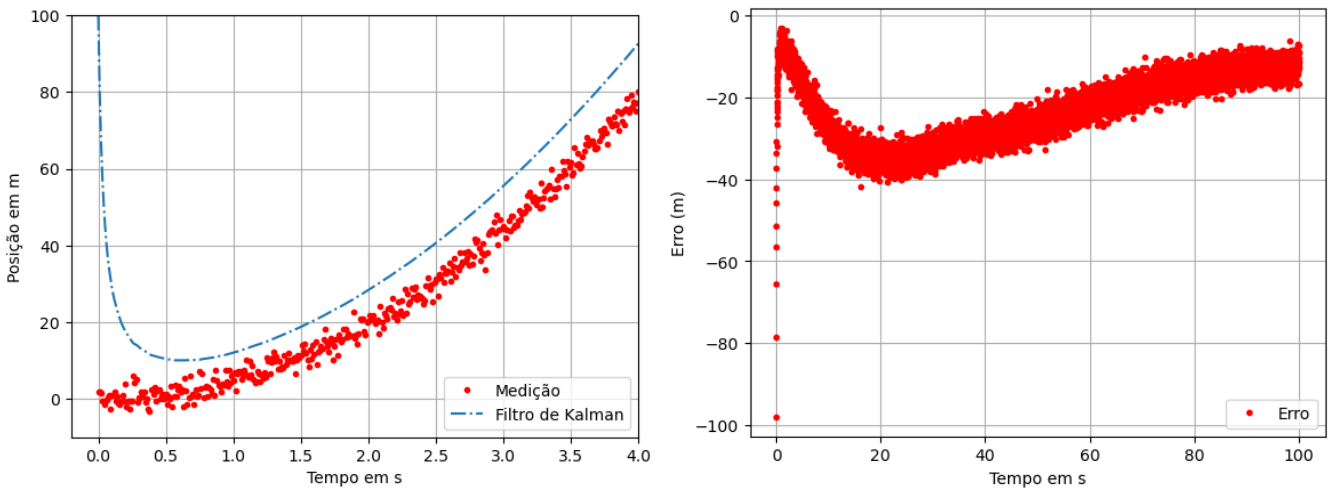 Posição em m
100
80
60
40
20
0
0.0 0.5 1.0 1.5 2.0 2.5 3.0 3.5 4.0
Tempo em s
Medição
Filtro de Kalman
Erro (m)
0
−20
−40
−60
−80
−100
0 20 40 60 80 100
Tempo em s
Erro